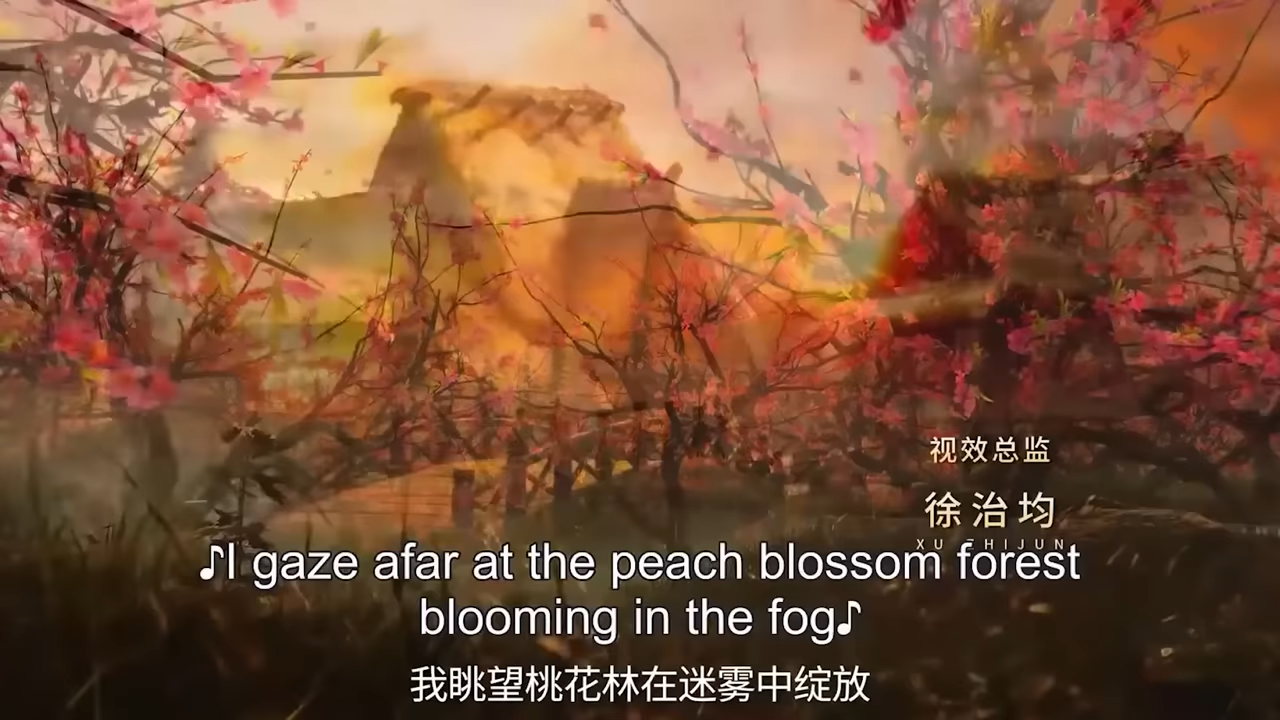 视效总监
徐治均
XU ZHIJUN
♪I gaze afar at the peach blossom forest
blooming in the fog♪
我眺望桃花林在迷雾中绽放